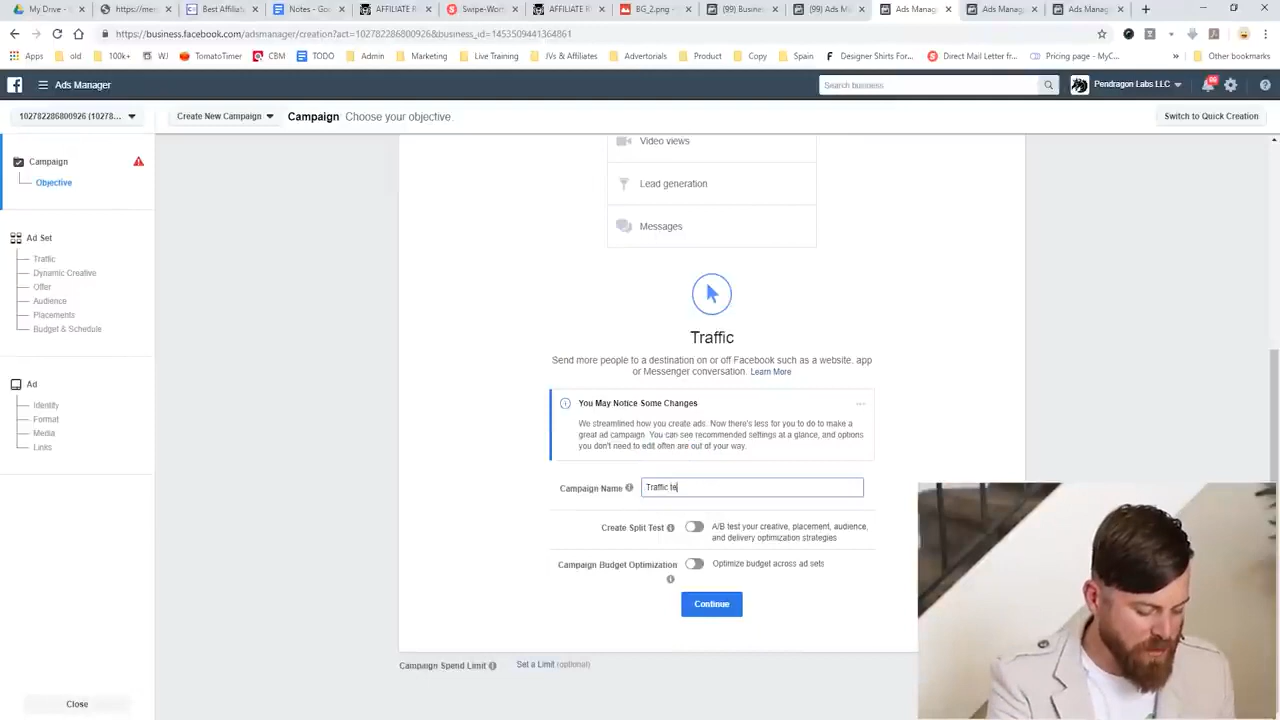 My Drive -
https://men
Best Affiliat
Notes - Goo
AFFILIATE R
Swipe-Wor
AFFILIATE R
BG_2.png -
(99) Busine
(99) Ads Ma
Ads Manag
Ads Manag
Ads Manag
https://business.facebook.com/adsmanager/creation?act=102782286800926&business_id=1453509441364861
Apps
old
100k+
WJ
TomatoTimer
CBM
TODO
Admin
Marketing
Live Training
JVs & Affiliates
Advertorials
Product
Copy
Spain
Designer Shirts For...
Direct Mail Letter fr...
Pricing page - MyC...
»
Other bookmarks
Ads Manager
Search business
Pendragon Labs LLC
102782286800926 (10278...
Create New Campaign
Campaign Choose your objective.
Switch to Quick Creation
Campaign
Objective
Ad Set
Traffic
Dynamic Creative
Offer
Audience
Placements
Budget & Schedule
Ad
Identity
Format
Media
Links
Close
Video views
Lead generation
Messages
Traffic
Send more people to a destination on or off Facebook such as a website, app
or Messenger conversation. Learn More
You May Notice Some Changes
We streamlined how you create ads. Now there's less for you to do to make a
great ad campaign. You can see recommended settings at a glance, and options
you don't need to edit often are out of your way.
Campaign Name
Traffic te
Create Split Test
A/B test your creative, placement, audience,
and delivery optimization strategies
Campaign Budget Optimization
Optimize budget across ad sets
Continue
Campaign Spend Limit
Set a Limit (optional)